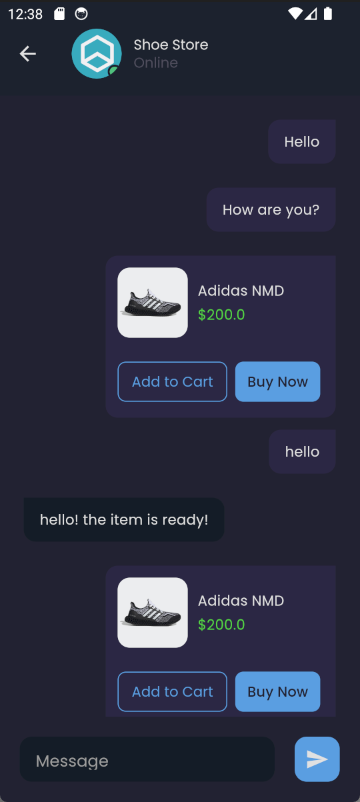 12:38
Shoe Store
Online
Hello
How are you?
Adidas NMD
$200.0
Add to Cart
Buy Now
hello
hello! the item is ready!
Adidas NMD
$200.0
Add to Cart
Buy Now
Message